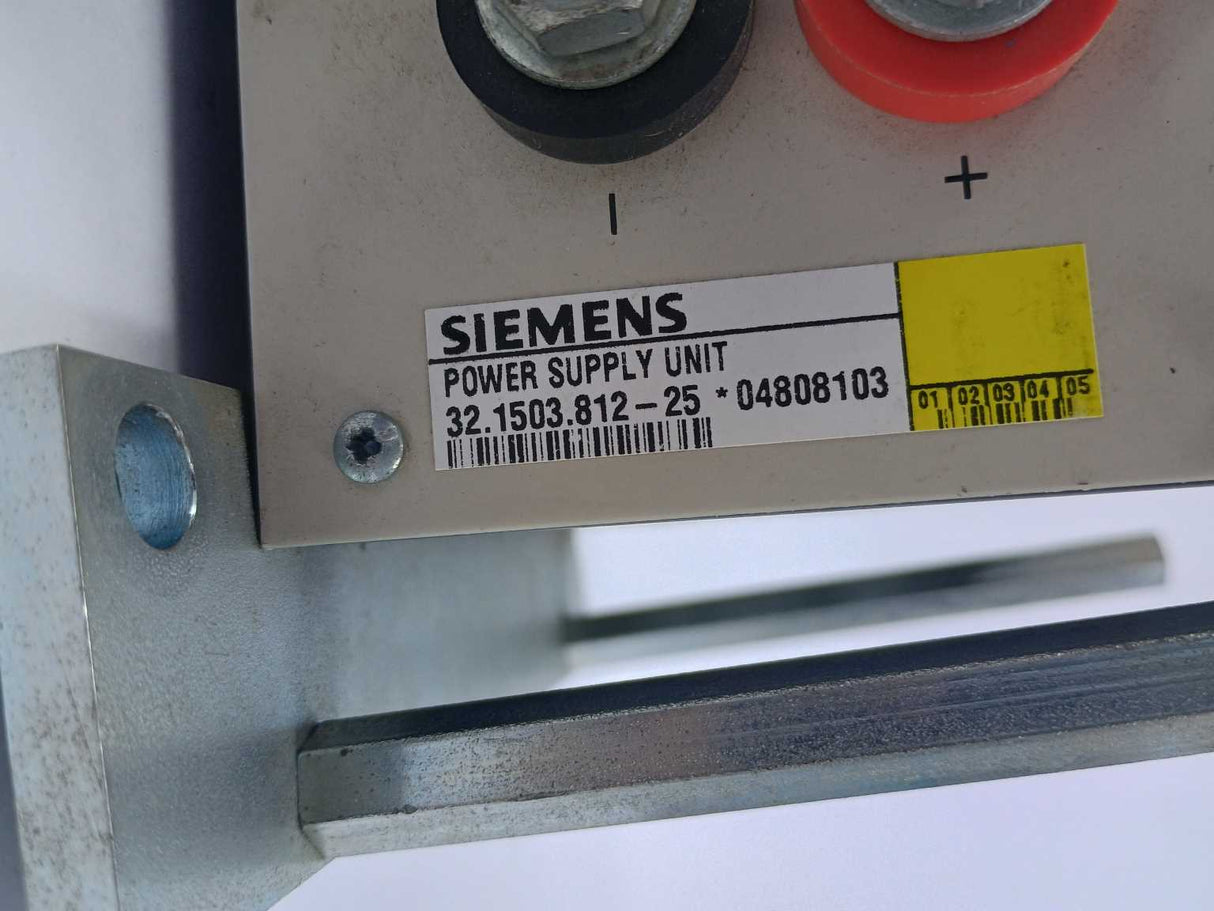 − +
SIEMENS
POWER SUPPLY UNIT
32.1503.812-25 *04808103
01 02 03 04 05